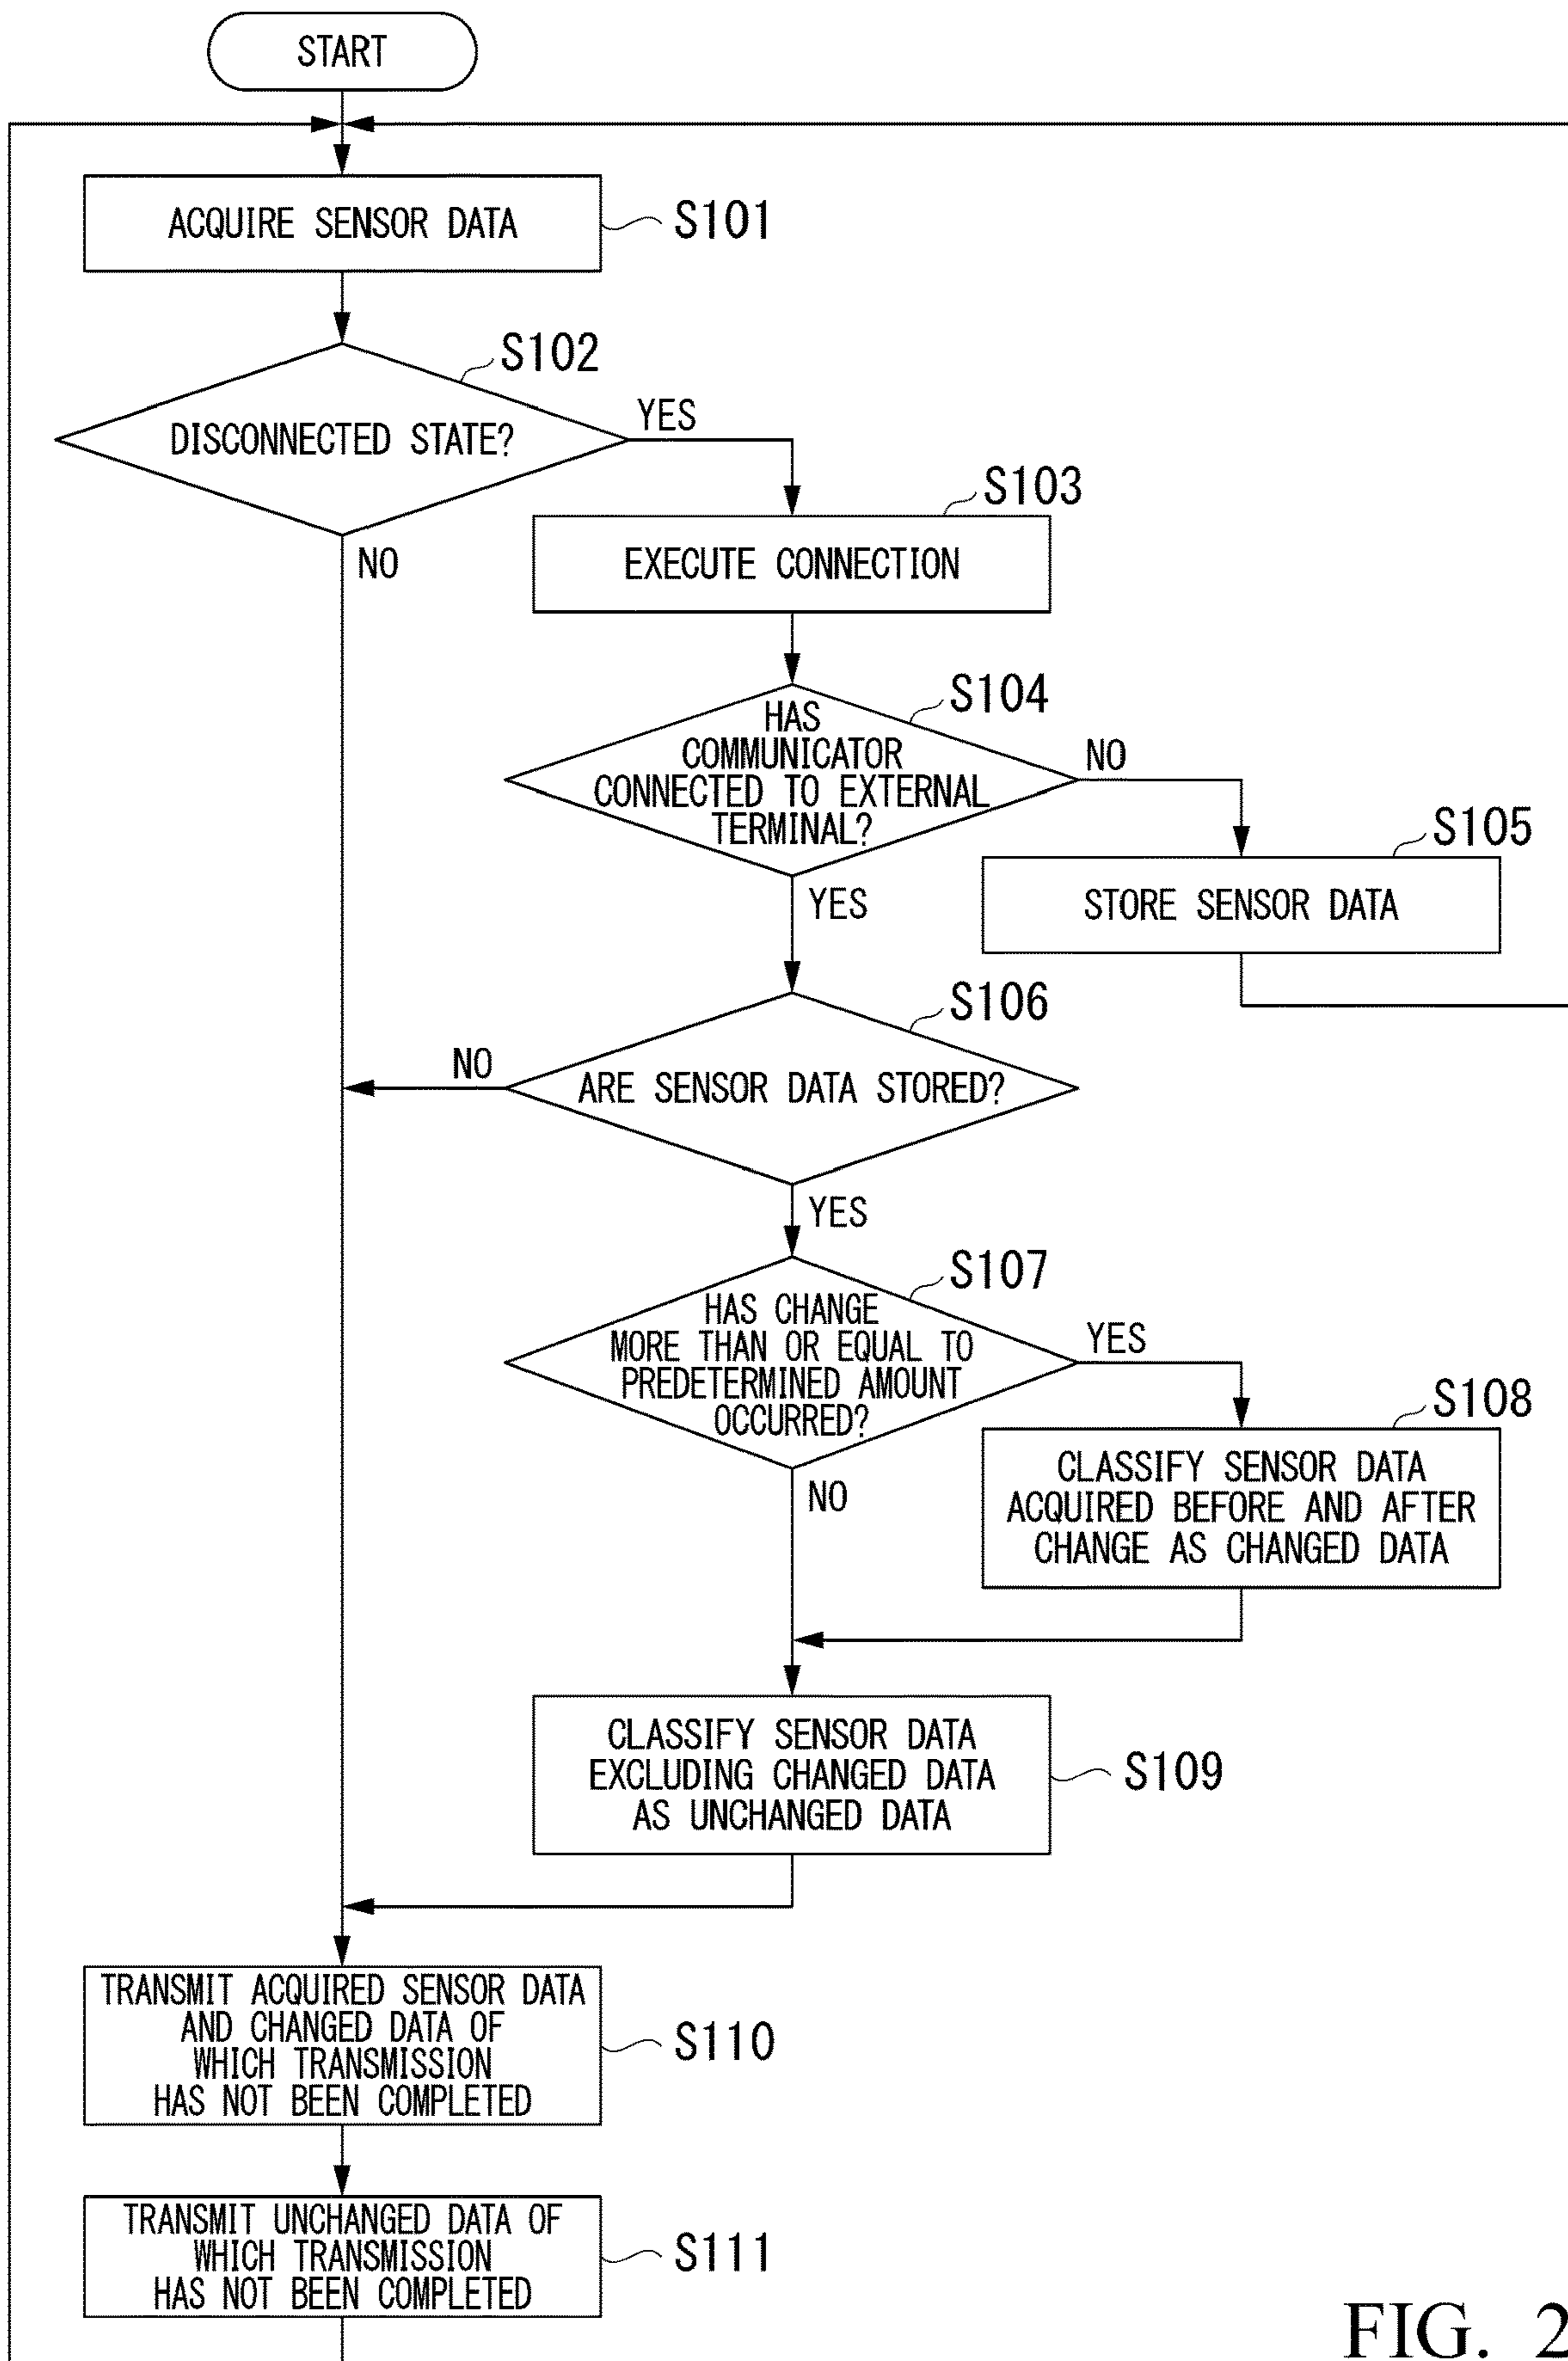 START
ACQUIRE SENSOR DATA
S101
S102
DISCONNECTED STATE?
YES
NO
S103
EXECUTE CONNECTION
S104
HAS
COMMUNICATOR
CONNECTED TO EXTERNAL
TERMINAL?
NO
YES
S105
STORE SENSOR DATA
S106
ARE SENSOR DATA STORED?
NO
YES
S107
HAS CHANGE
MORE THAN OR EQUAL TO
PREDETERMINED AMOUNT
OCCURRED?
YES
NO
S108
CLASSIFY SENSOR DATA
ACQUIRED BEFORE AND AFTER
CHANGE AS CHANGED DATA
CLASSIFY SENSOR DATA
EXCLUDING CHANGED DATA
AS UNCHANGED DATA
S109
TRANSMIT ACQUIRED SENSOR DATA
AND CHANGED DATA OF
WHICH TRANSMISSION
HAS NOT BEEN COMPLETED
S110
TRANSMIT UNCHANGED DATA OF
WHICH TRANSMISSION
HAS NOT BEEN COMPLETED
S111
FIG. 2